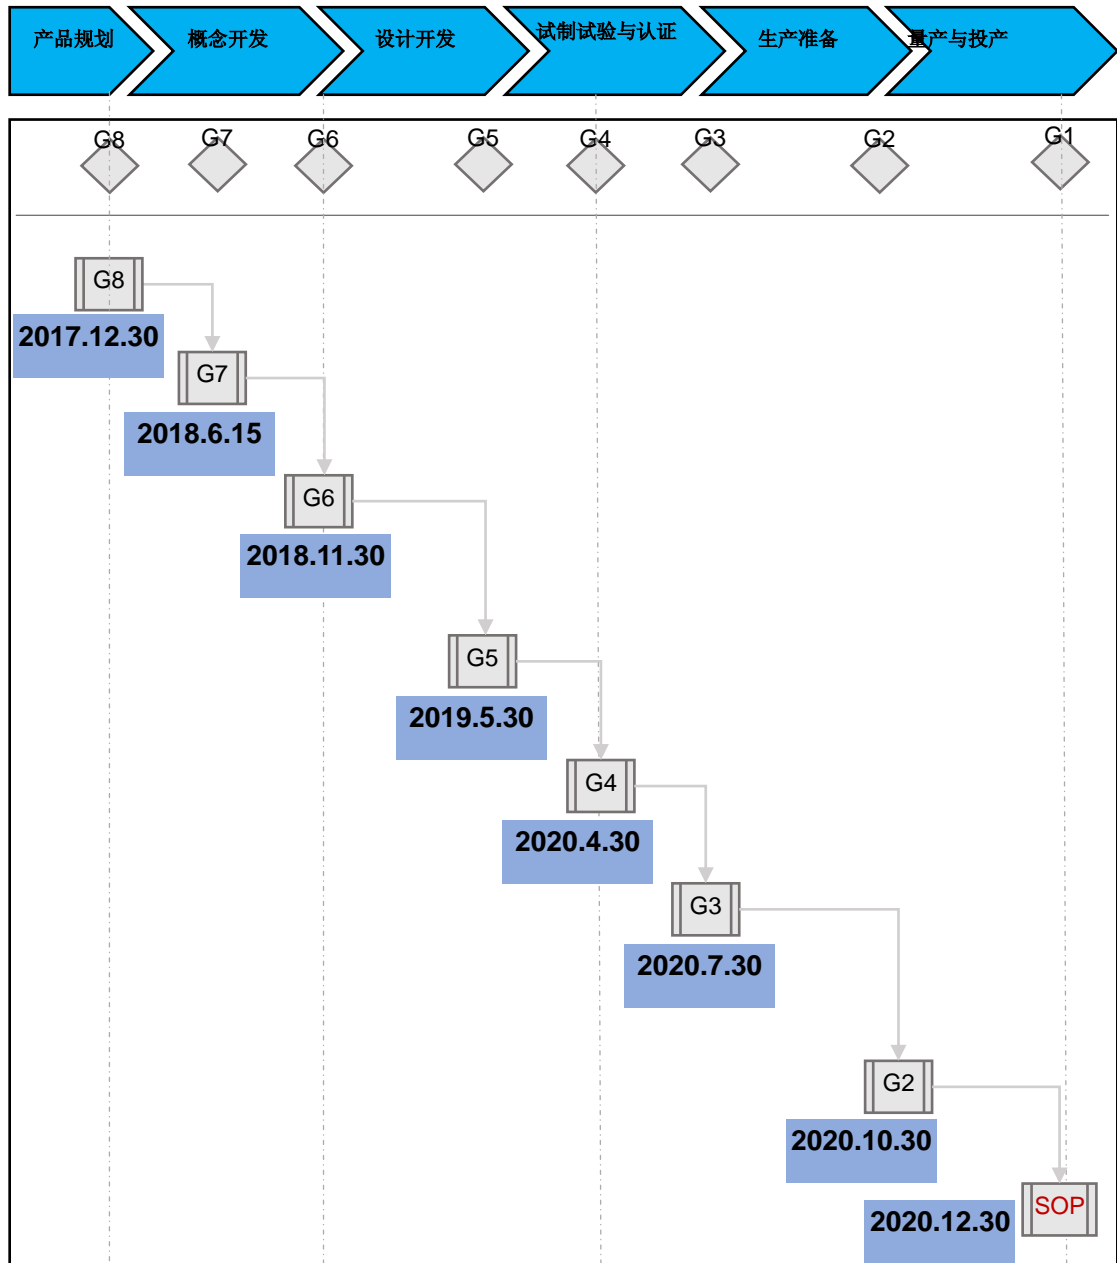 产品规划
概念开发
设计开发
试制试验与认证
生产准备
量产与投产
G8
G7
G6
G5
G4
G3
G2
G1
G8
2017.12.30
G7
2018.6.15
G6
2018.11.30
G5
2019.5.30
G4
2020.4.30
G3
2020.7.30
G2
2020.10.30
SOP
2020.12.30